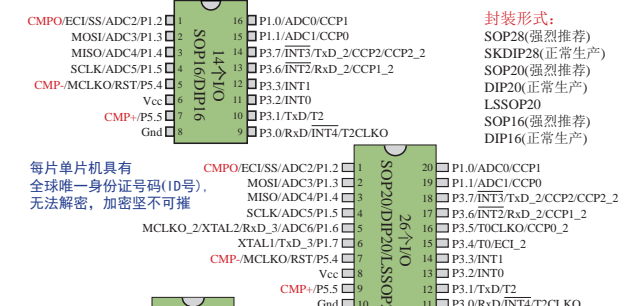 CMPO/ECI/SS/ADC2/P1.2 1 16 P1.0/ADC0/CCP1
MOSI/ADC3/P1.3 2 15 P1.1/ADC1/CCP0
MISO/ADC4/P1.4 3 14 P3.7/INT3/TxD_2/CCP2/CCP2_2
SCLK/ADC5/P1.5 4 13 P3.6/INT2/RxD_2/CCP1_2
CMP-/MCLKO/RST/P5.4 5 12 P3.3/INT1
Vcc 6 11 P3.2/INT0
CMP+/P5.5 7 10 P3.1/TxD/T2
Gnd 8 9 P3.0/RxD/INT4/T2CLKO
14个I/O
SOP16/DIP16
封装形式:
SOP28(强烈推荐)
SKDIP28(正常生产)
SOP20(强烈推荐)
DIP20(正常生产)
LSSOP20
SOP16(强烈推荐)
DIP16(正常生产)
每片单片机具有
全球唯一身份证号码(ID号),
无法解密，加密坚不可摧
CMPO/ECI/SS/ADC2/P1.2 1 20 P1.0/ADC0/CCP1
MOSI/ADC3/P1.3 2 19 P1.1/ADC1/CCP0
MISO/ADC4/P1.4 3 18 P3.7/INT3/TxD_2/CCP2/CCP2_2
SCLK/ADC5/P1.5 4 17 P3.6/INT2/RxD_2/CCP1_2
MCLKO_2/XTAL2/RxD_3/ADC6/P1.6 5 16 P3.5/T0CLKO/CCP0_2
XTAL1/TxD_3/P1.7 6 15 P3.4/T0/ECI_2
CMP-/MCLKO/RST/P5.4 7 14 P3.3/INT1
Vcc 8 13 P3.2/INT0
CMP+/P5.5 9 12 P3.1/TxD/T2
Gnd 10 11 P3.0/RxD/INT4/T2CLKO
26个I/O
SOP20/DIP20/LSSOP